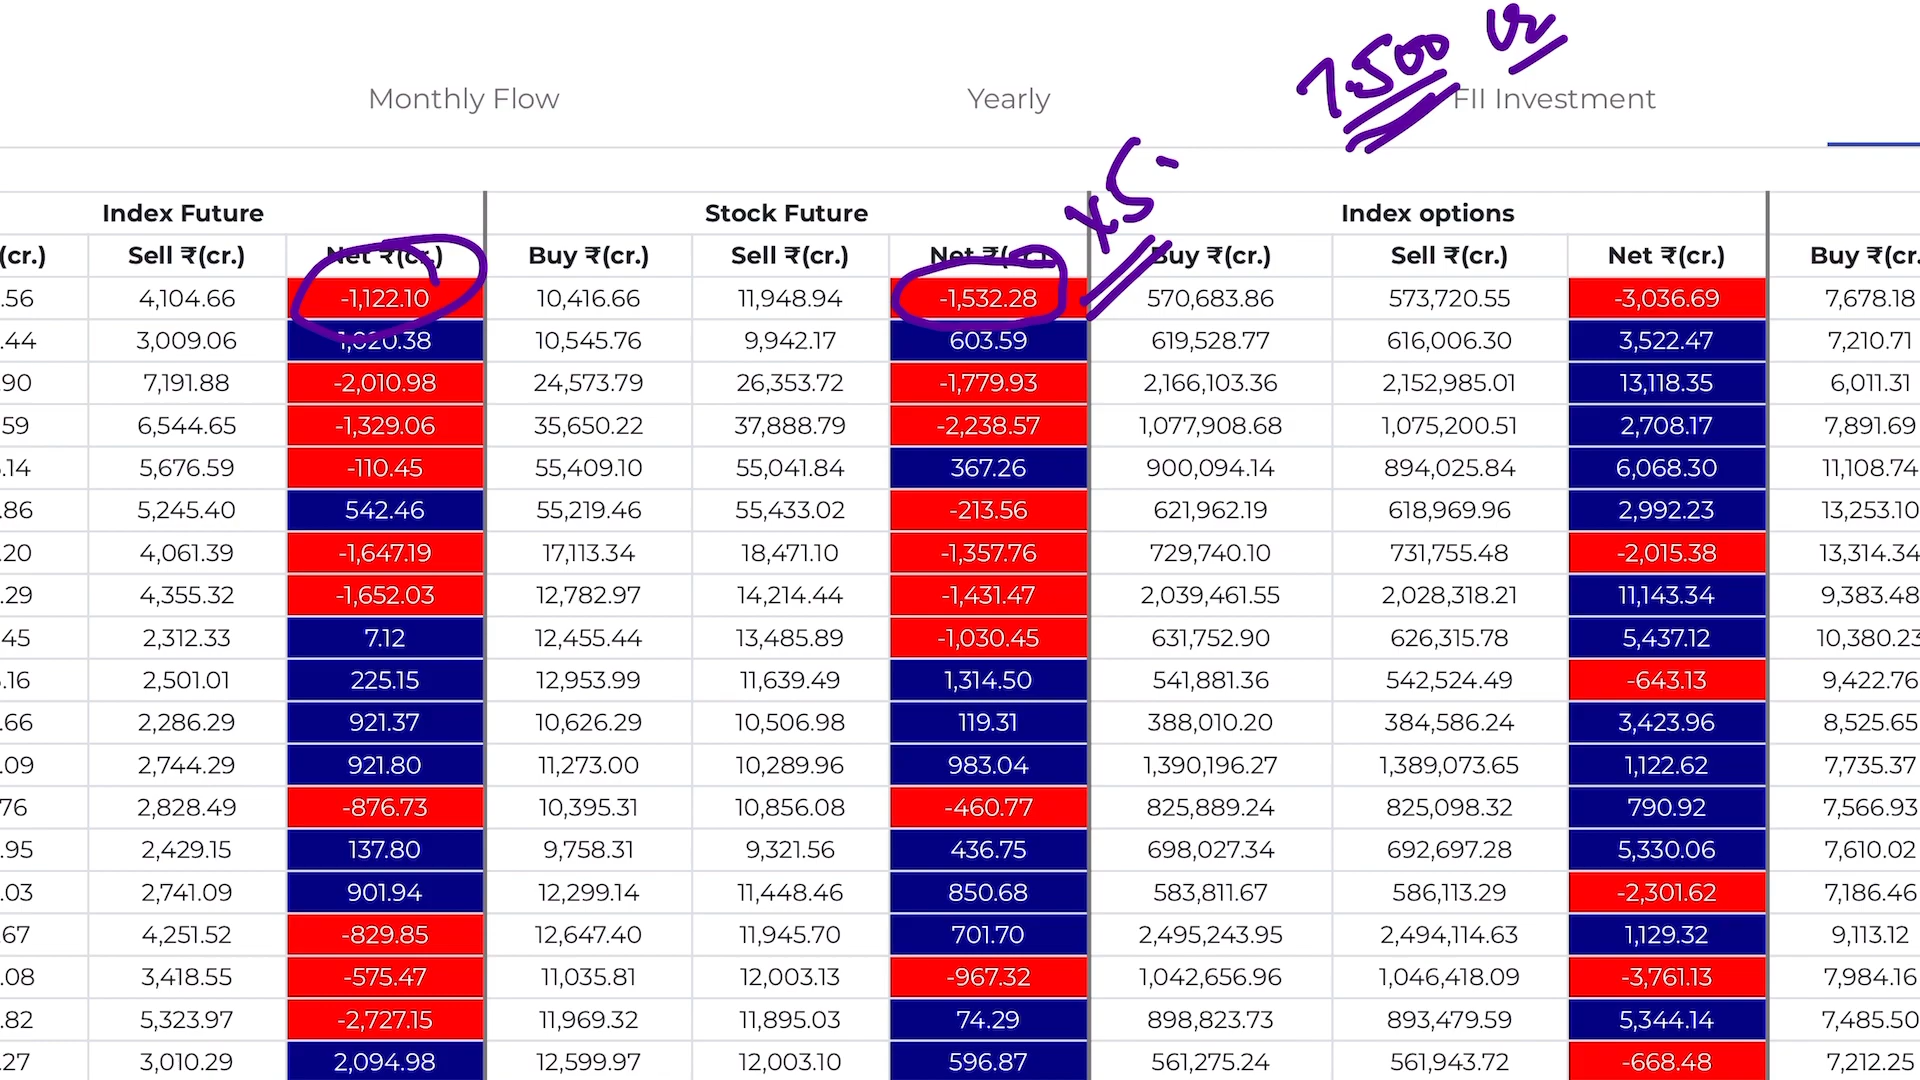 7,500 cr
Monthly Flow Yearly FII Investment
x5
Index Future Stock Future Index options
(cr.) Sell ₹(cr.) Net ₹(cr.) Buy ₹(cr.) Sell ₹(cr.) Net ₹(cr.) Buy ₹(cr.) Sell ₹(cr.) Net ₹(cr.) Buy ₹(cr.
.56 4,104.66 -1,122.10 10,416.66 11,948.94 -1,532.28 570,683.86 573,720.55 -3,036.69 7,678.18
.44 3,009.06 1,020.38 10,545.76 9,942.17 603.59 619,528.77 616,006.30 3,522.47 7,210.71
.90 7,191.88 -2,010.98 24,573.79 26,353.72 -1,779.93 2,166,103.36 2,152,985.01 13,118.35 6,011.31
.59 6,544.65 -1,329.06 35,650.22 37,888.79 -2,238.57 1,077,908.68 1,075,200.51 2,708.17 7,891.69
.14 5,676.59 -110.45 55,409.10 55,041.84 367.26 900,094.14 894,025.84 6,068.30 11,108.74
.86 5,245.40 542.46 55,219.46 55,433.02 -213.56 621,962.19 618,969.96 2,992.23 13,253.10
.20 4,061.39 -1,647.19 17,113.34 18,471.10 -1,357.76 729,740.10 731,755.48 -2,015.38 13,314.34
.29 4,355.32 -1,652.03 12,782.97 14,214.44 -1,431.47 2,039,461.55 2,028,318.21 11,143.34 9,383.48
.45 2,312.33 7.12 12,455.44 13,485.89 -1,030.45 631,752.90 626,315.78 5,437.12 10,380.23
.16 2,501.01 225.15 12,953.99 11,639.49 1,314.50 541,881.36 542,524.49 -643.13 9,422.76
.66 2,286.29 921.37 10,626.29 10,506.98 119.31 388,010.20 384,586.24 3,423.96 8,525.65
.09 2,744.29 921.80 11,273.00 10,289.96 983.04 1,390,196.27 1,389,073.65 1,122.62 7,735.37
.76 2,828.49 -876.73 10,395.31 10,856.08 -460.77 825,889.24 825,098.32 790.92 7,566.93
.95 2,429.15 137.80 9,758.31 9,321.56 436.75 698,027.34 692,697.28 5,330.06 7,610.02
.03 2,741.09 901.94 12,299.14 11,448.46 850.68 583,811.67 586,113.29 -2,301.62 7,186.46
.67 4,251.52 -829.85 12,647.40 11,945.70 701.70 2,495,243.95 2,494,114.63 1,129.32 9,113.12
.08 3,418.55 -575.47 11,035.81 12,003.13 -967.32 1,042,656.96 1,046,418.09 -3,761.13 7,984.16
.82 5,323.97 -2,727.15 11,969.32 11,895.03 74.29 898,823.73 893,479.59 5,344.14 7,485.50
.27 3,010.29 2,094.98 12,599.97 12,003.10 596.87 561,275.24 561,943.72 -668.48 7,212.25